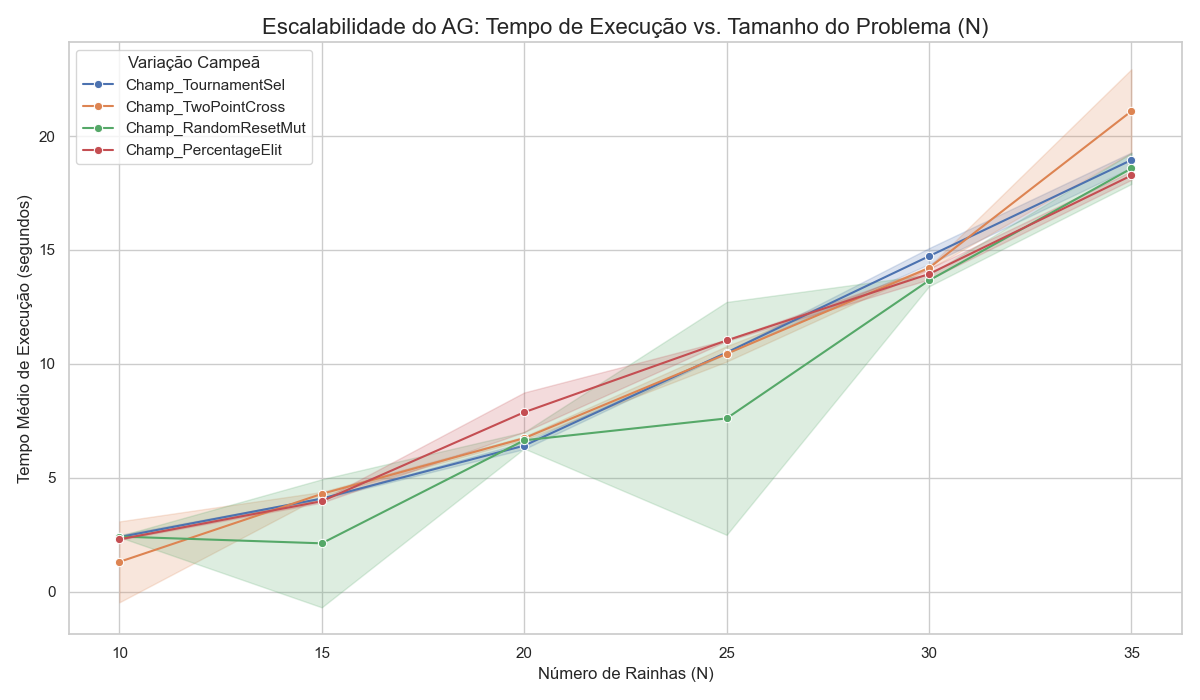 Escalabilidade do AG: Tempo de Execução vs. Tamanho do Problema (N)
Variação Campeã
Champ_TournamentSel
Champ_TwoPointCross
Champ_RandomResetMut
Champ_PercentageElit
Tempo Médio de Execução (segundos)
20
15
10
5
0
10 15 20 25 30 35
Número de Rainhas (N)